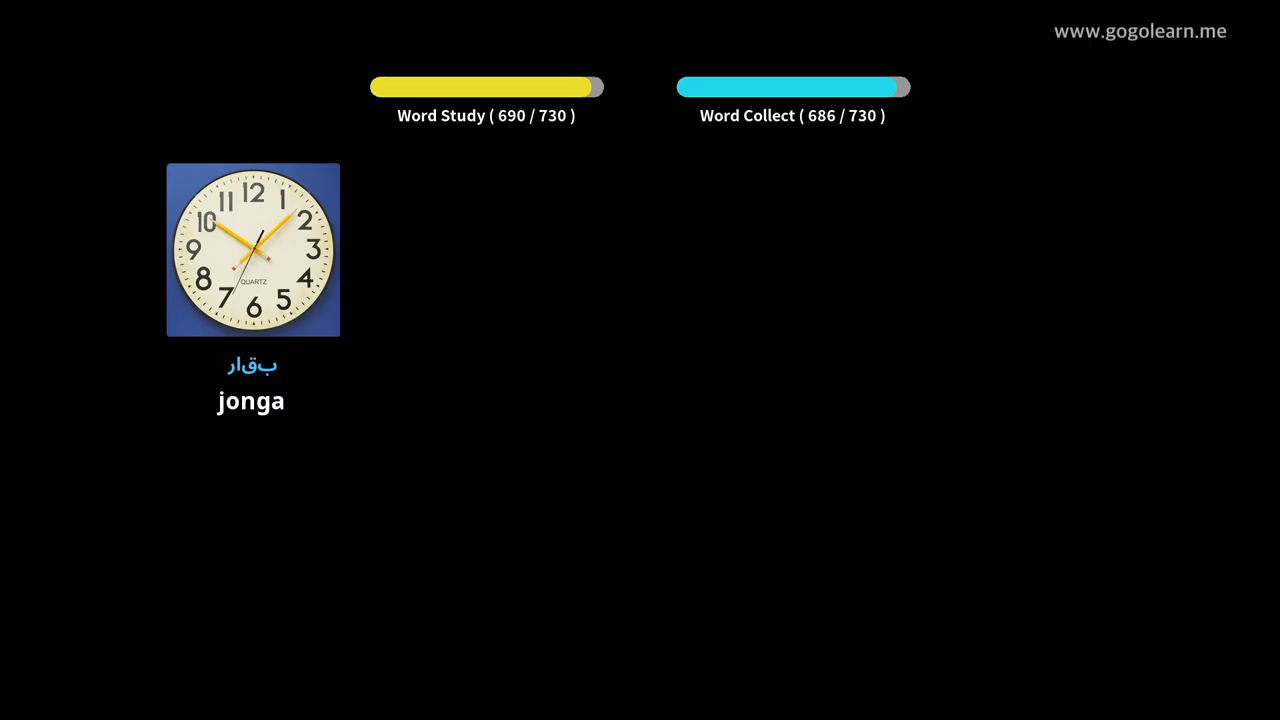 www.gogolearn.me
Word Study ( 690 / 730 )
Word Collect ( 686 / 730 )
12
11
1
10
2
9
3
8
4
7
5
6
QUARTZ
بقار
jonga